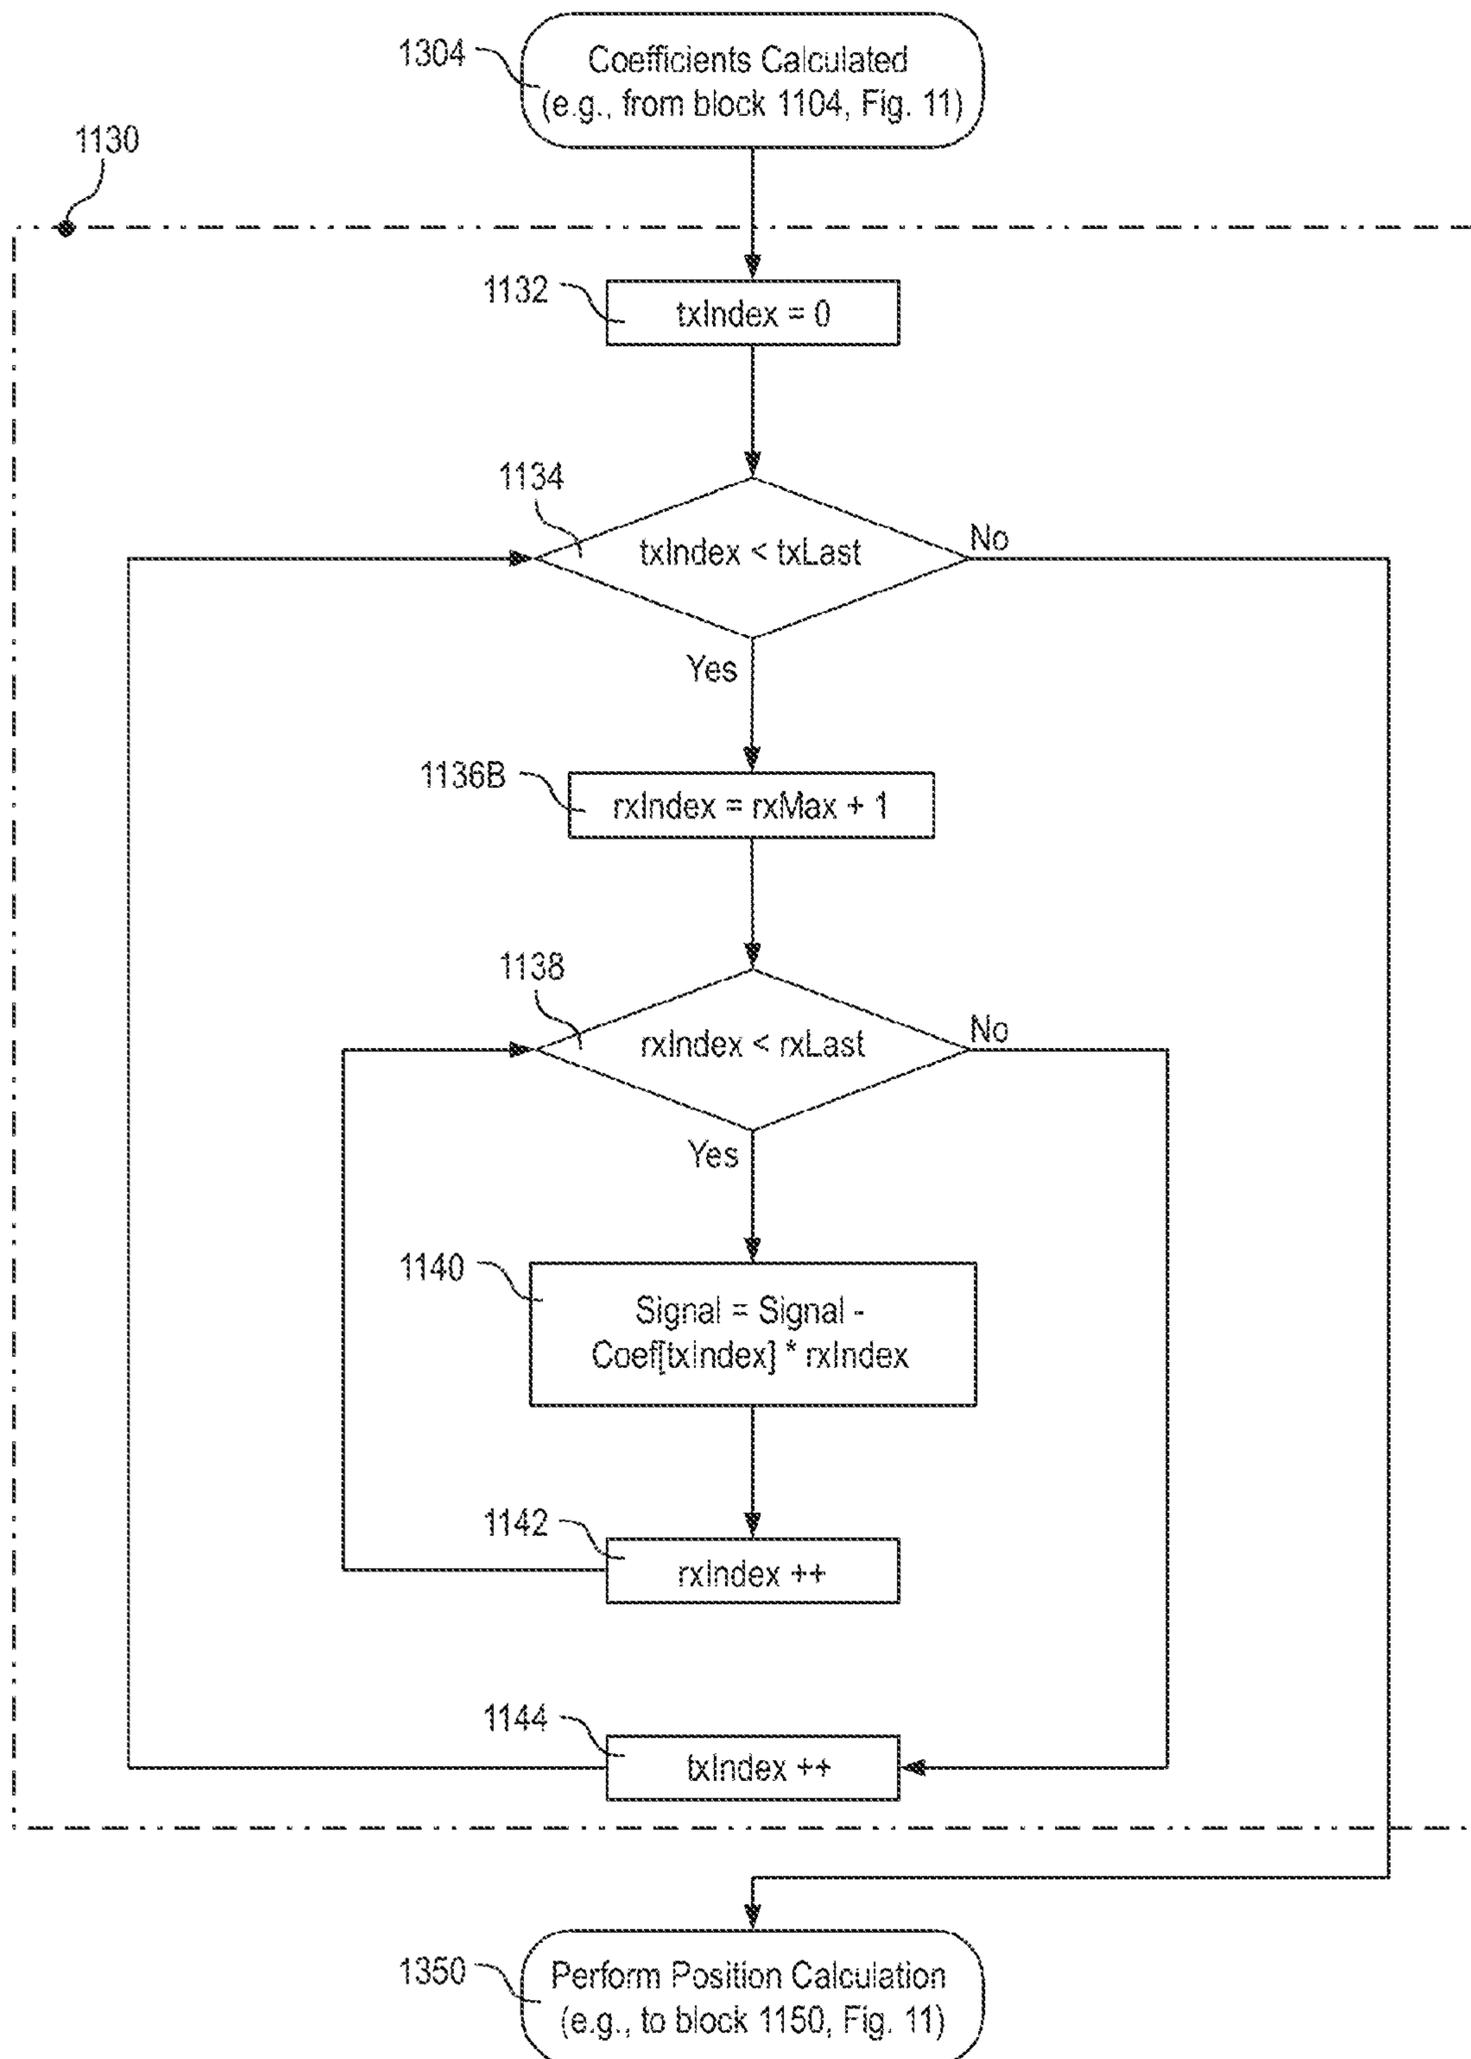 1304
Coefficients Calculated
(e.g., from block 1104, Fig. 11)
1130
1132
txIndex = 0
1134
txIndex < txLast
No
Yes
1136B
rxIndex = rxMax + 1
1138
rxIndex < rxLast
No
Yes
1140
Signal = Signal -
Coef[txIndex] * rxIndex
1142
rxIndex ++
1144
txIndex ++
1350
Perform Position Calculation
(e.g., to block 1150, Fig. 11)